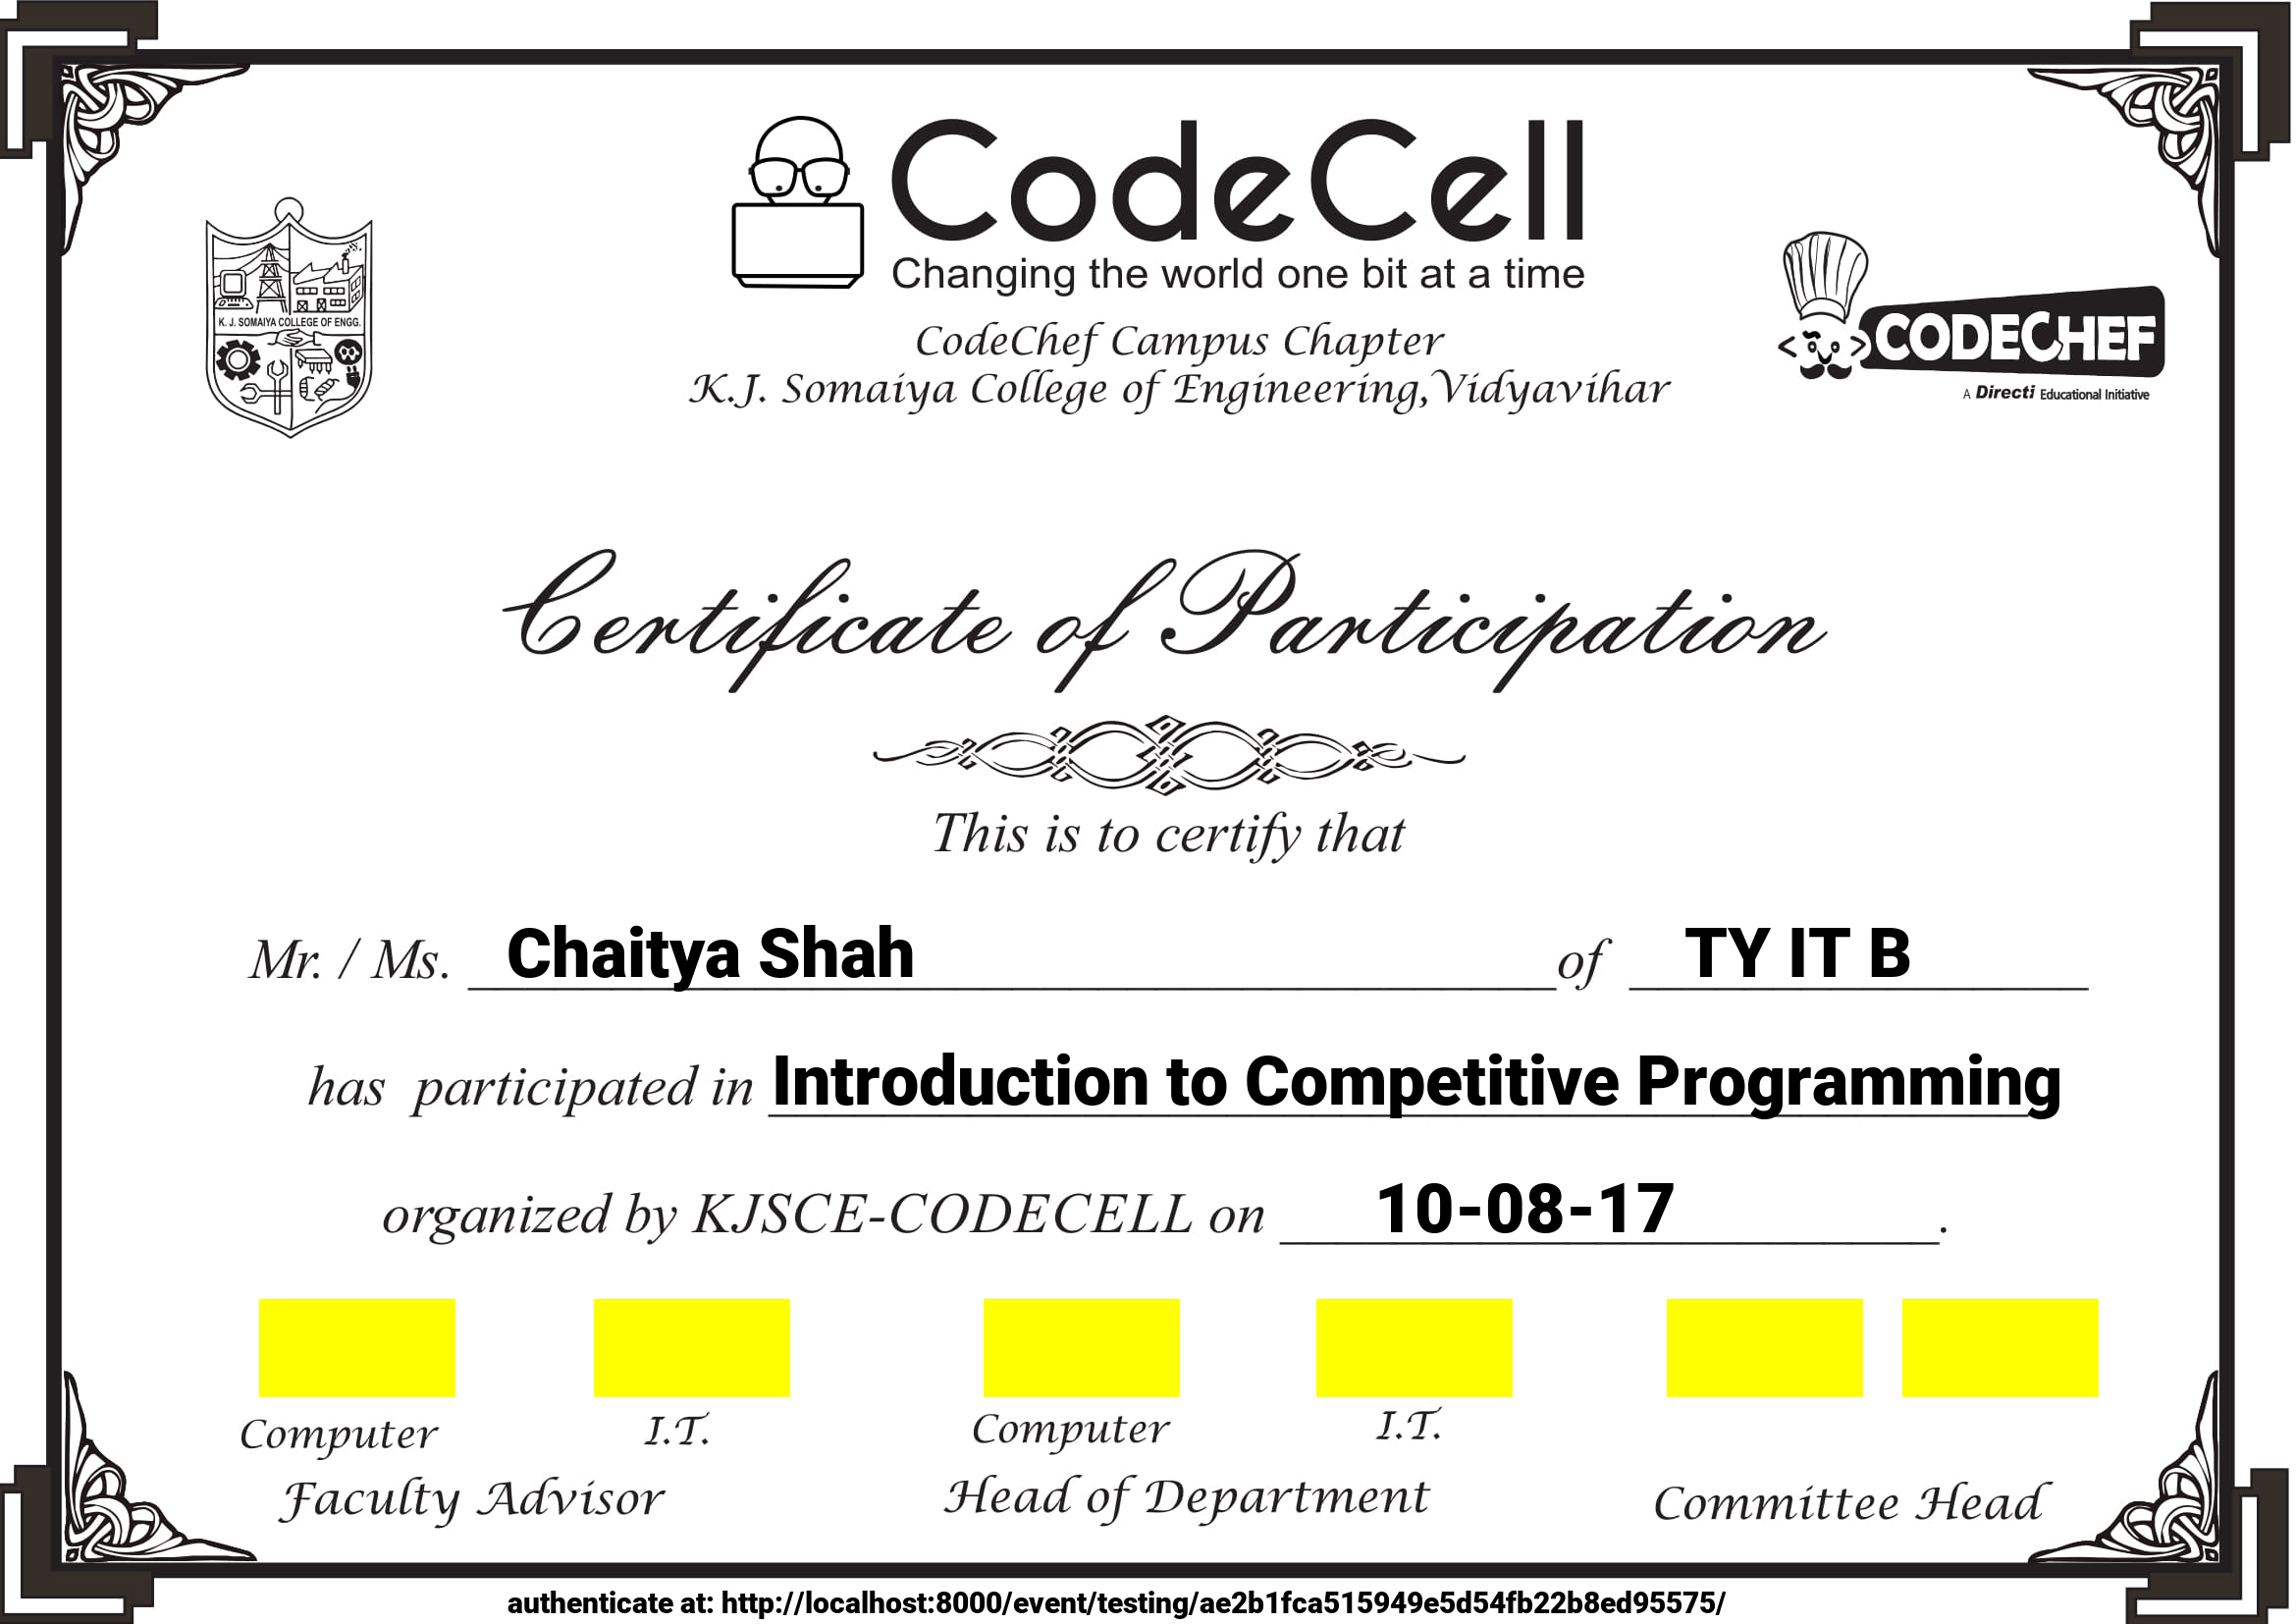 CodeCell
Changing the world one bit at a time
CodeChef Campus Chapter
K.J. Somaiya College of Engineering,Vidyavihar
K. J. SOMAIYA COLLEGE OF ENGG.
CODECHEF
A Directi Educational Initiative
Certificate of Participation
This is to certify that
Mr. / Ms. Chaitya Shah of TY IT B
has participated in Introduction to Competitive Programming
organized by KJSCE-CODECELL on 10-08-17.
Computer I.T. Computer I.T.
Faculty Advisor Head of Department Committee Head
authenticate at: http://localhost:8000/event/testing/ae2b1fca515949e5d54fb22b8ed95575/